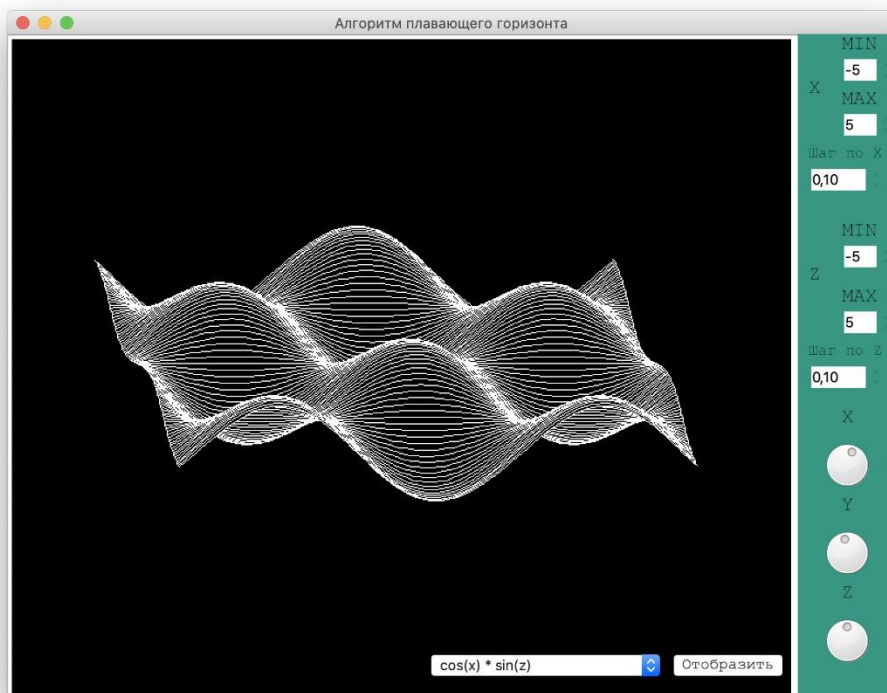 Алгоритм плавающего горизонта
MIN
-5
X
MAX
5
Шаг по X
0,10
MIN
-5
Z
MAX
5
Шаг по Z
0,10
X
Y
Z
cos(x) * sin(z)
Отобразить